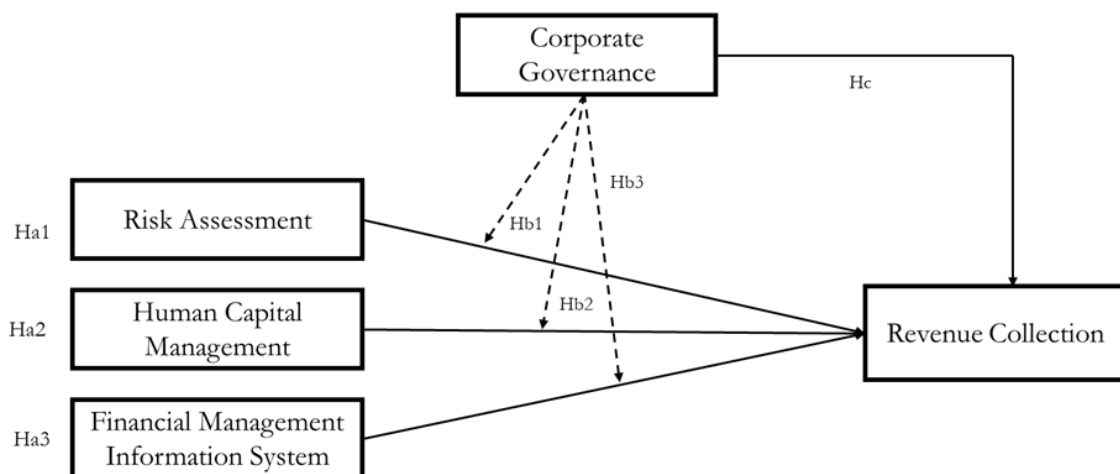 Corporate
Governance
Hc
Hb3
Ha1
Risk Assessment
Hb1
Ha2
Human Capital
Management
Hb2
Revenue Collection
Ha3
Financial Management
Information System